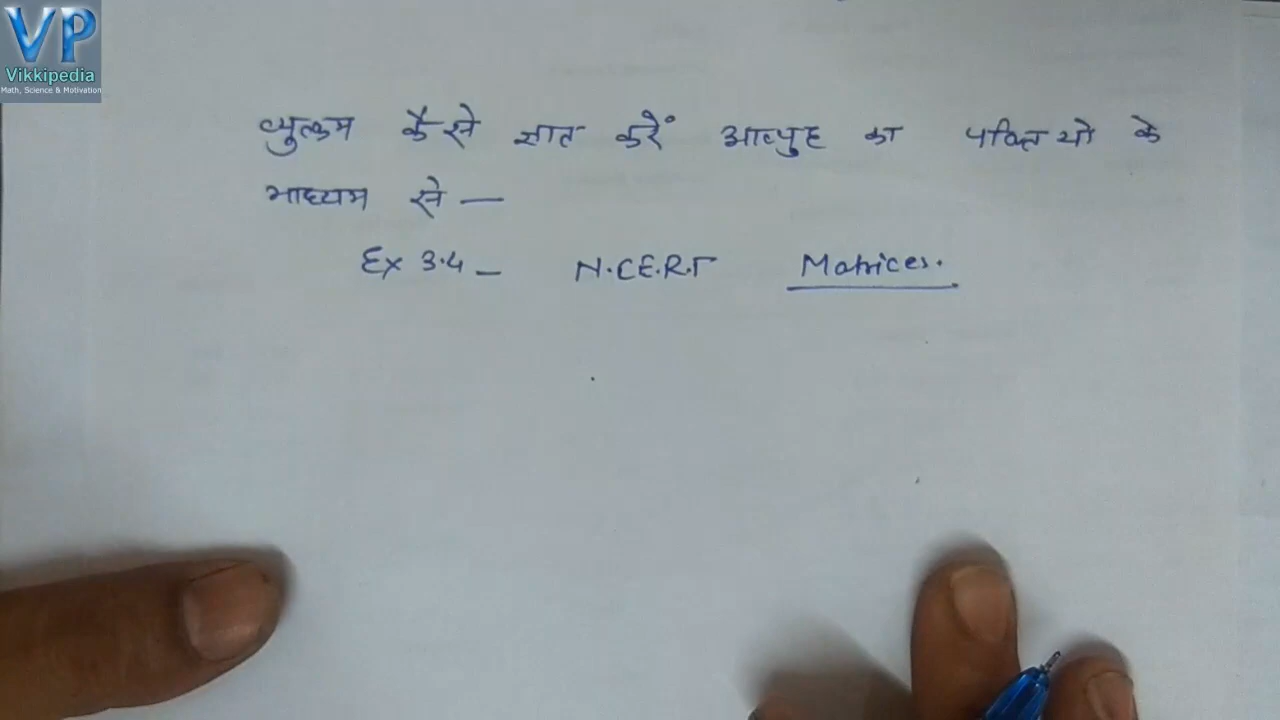 VP
Vikkipedia
Math, Science & Motivation
व्युत्क्रम कैसे ज्ञात करें आव्यूह का पंक्तियो के
माध्यम से —
Ex 3.4 — N.C.E.R.T Matrices.